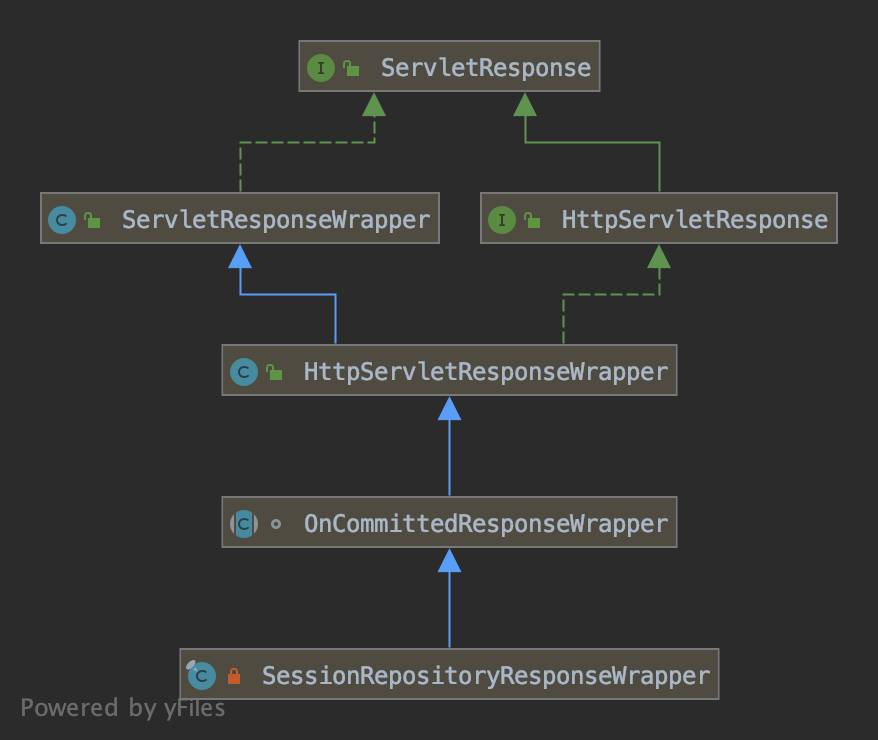 I ServletResponse
C ServletResponseWrapper
I HttpServletResponse
C HttpServletResponseWrapper
C OnCommittedResponseWrapper
C SessionRepositoryResponseWrapper
Powered by yFiles